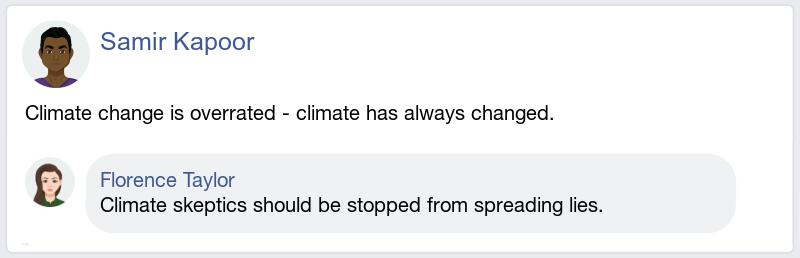 Samir Kapoor
Climate change is overrated - climate has always changed.
Florence Taylor
Climate skeptics should be stopped from spreading lies.